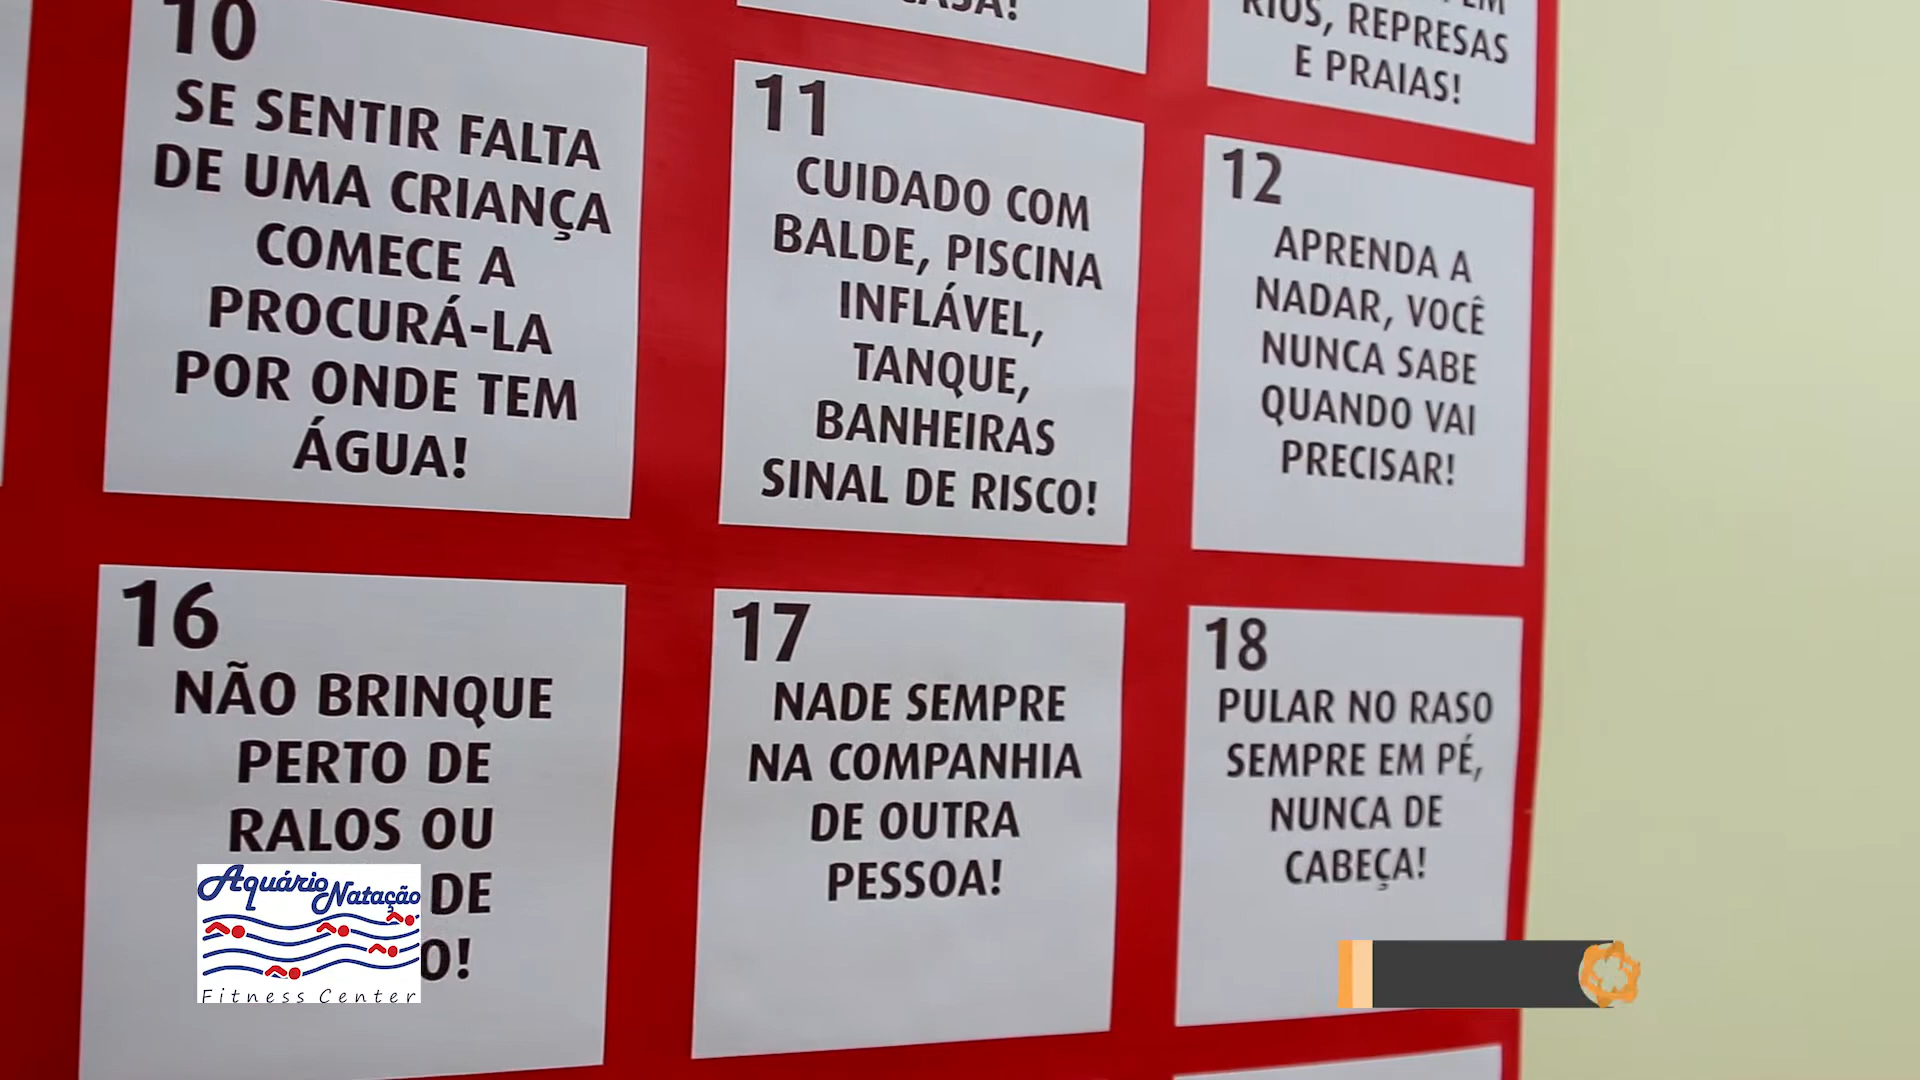 RIOS, REPRESAS
E PRAIAS!
10
SE SENTIR FALTA
DE UMA CRIANÇA
COMECE A
PROCURÁ-LA
POR ONDE TEM
ÁGUA!
11
CUIDADO COM
BALDE, PISCINA
INFLÁVEL,
TANQUE,
BANHEIRAS
SINAL DE RISCO!
12
APRENDA A
NADAR, VOCÊ
NUNCA SABE
QUANDO VAI
PRECISAR!
16
NÃO BRINQUE
PERTO DE
RALOS OU
DE
17
NADE SEMPRE
NA COMPANHIA
DE OUTRA
PESSOA!
18
PULAR NO RASO
SEMPRE EM PÉ,
NUNCA DE
CABEÇA!
Aquário
Natação
Fitness Center